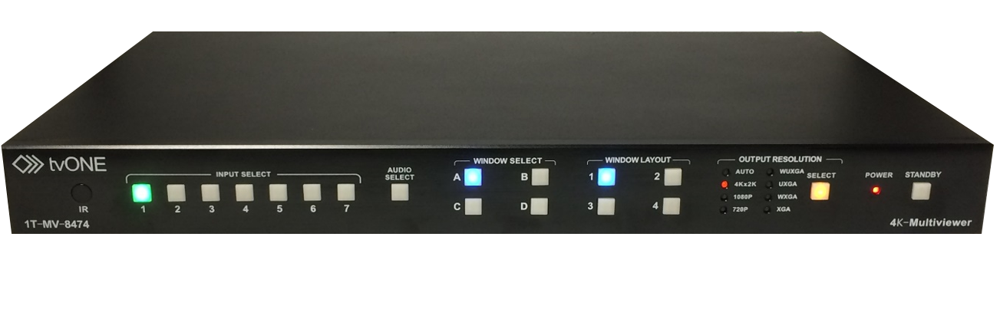 tvONE
IR
1T-MV-8474
INPUT SELECT
1 2 3 4 5 6 7
AUDIO
SELECT
WINDOW SELECT
A B
C D
WINDOW LAYOUT
1 2
3 4
OUTPUT RESOLUTION
AUTO WUXGA
4Kx2K UXGA
1080P WXGA
720P XGA
SELECT
POWER
STANDBY
4K-Multiviewer